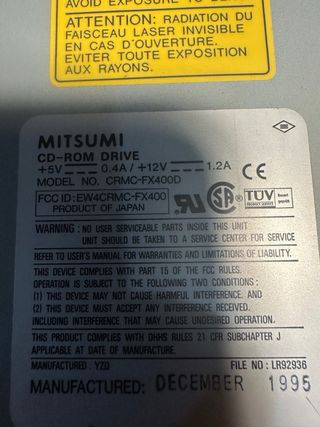 AVOID EXPOSURE TO BEAM.
ATTENTION: RADIATION DU
FAISCEAU LASER INVISIBLE
EN CAS D'OUVERTURE.
EVITER TOUTE EXPOSITION
AUX RAYONS.
MITSUMI
CD-ROM DRIVE
+5V 0.4A / +12V 1.2A
MODEL NO. CRMC-FX400D
FCC ID : EW4CRMC-FX400
PRODUCT OF JAPAN
CE
SA
TÜV
WARNING : NO USER SERVICEABLE PARTS INSIDE THIS UNIT
UNIT SHOULD BE TAKEN TO A SERVICE CENTER FOR SERVICE
REFER TO USER'S MANUAL FOR WARRANTIES AND LIMITATIONS OF LIABILITY.
THIS DEVICE COMPLIES WITH PART 15 OF THE FCC RULES.
OPERATION IS SUBJECT TO THE FOLLOWING TWO CONDITIONS :
(1) THIS DEVICE MAY NOT CAUSE HARMFUL INTERFERENCE. AND
(2) THIS DEVICE MUST ACCEPT ANY INTERFERENCE RECEIVED.
INCLUDING INTERFERENCE THAT MAY CAUSE UNDESIRED OPERATION.
THIS PRODUCT COMPLIES WITH DHHS RULES 21 CFR SUBCHAPTER J
APPLICABLE AT DATE OF MANUFACTURE.
MANUFACTURED : YZQ FILE NO : LR92936
MANUFACTURED: DECEMBER 1995